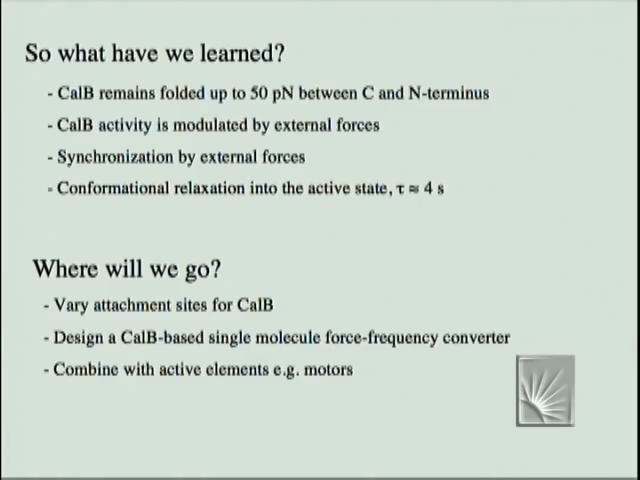 So what have we learned?
- CalB remains folded up to 50 pN between C and N-terminus
- CalB activity is modulated by external forces
- Synchronization by external forces
- Conformational relaxation into the active state, τ ≈ 4 s
Where will we go?
- Vary attachment sites for CalB
- Design a CalB-based single molecule force-frequency converter
- Combine with active elements e.g. motors